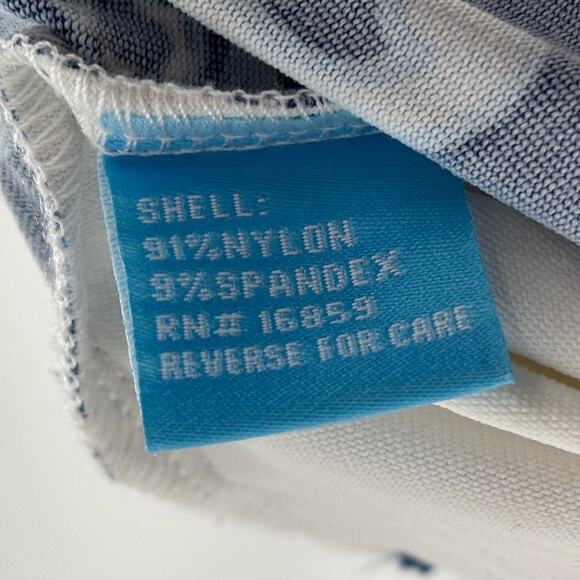 SHELL:
91%NYLON
9%SPANDEX
RN# 16859
REVERSE FOR CARE